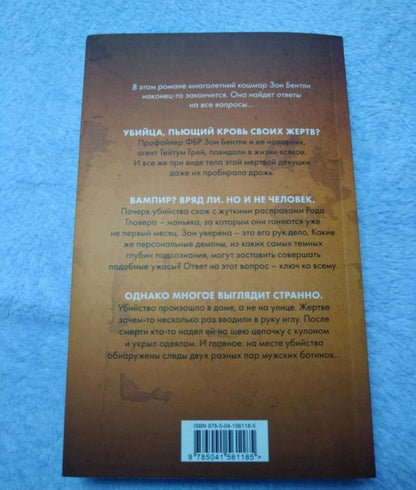 В этом романе многолетний кошмар Зои Бентли
наконец-то закончится. Она найдет ответы
на все вопросы...
УБИЙЦА, ПЬЮЩИЙ КРОВЬ СВОИХ ЖЕРТВ?
Профайлер ФБР Зои Бентли и ее напарник,
агент Тейтум Грей, повидали в жизни всякое.
И все же при виде тела этой мертвой девушки
даже их пробирала дрожь.
ВАМПИР? ВРЯД ЛИ. НО И НЕ ЧЕЛОВЕК.
Почерк убийства схож с жуткими расправами Рода
Гловера – маньяка, за которым они гоняются уже
не первый месяц. Зои уверена – это его рук дело. Какие
же персональные демоны, из каких самых темных
глубин подсознания, могут заставить совершать
подобные ужасы? Ответ на этот вопрос – ключ ко всему.
ОДНАКО МНОГОЕ ВЫГЛЯДИТ СТРАННО.
Убийство произошло в доме, а не на улице. Жертве
зачем-то несколько раз вводили в руку иглу. После
смерти кто-то надел ей на шею цепочку с кулоном
и укрыл одеялом. И главное: на месте убийства
обнаружены следы двух разных пар мужских ботинок...
ISBN 978-5-04-156118-5
9 785041 561185>